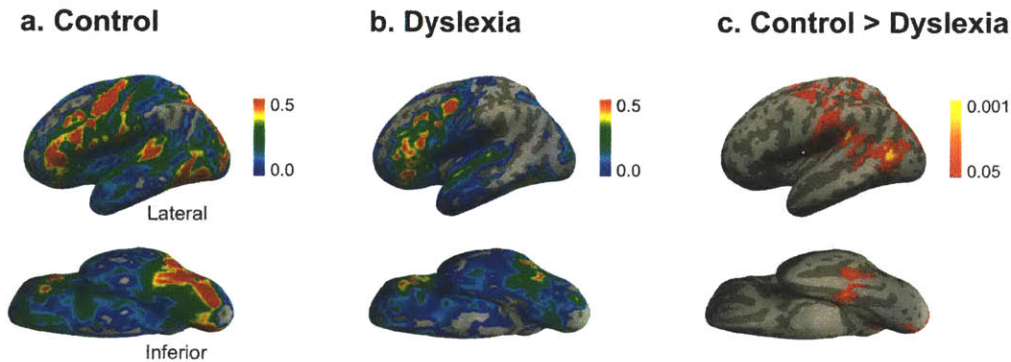 a. Control
b. Dyslexia
c. Control > Dyslexia
0.5
0.0
0.5
0.0
0.001
0.05
Lateral
Inferior